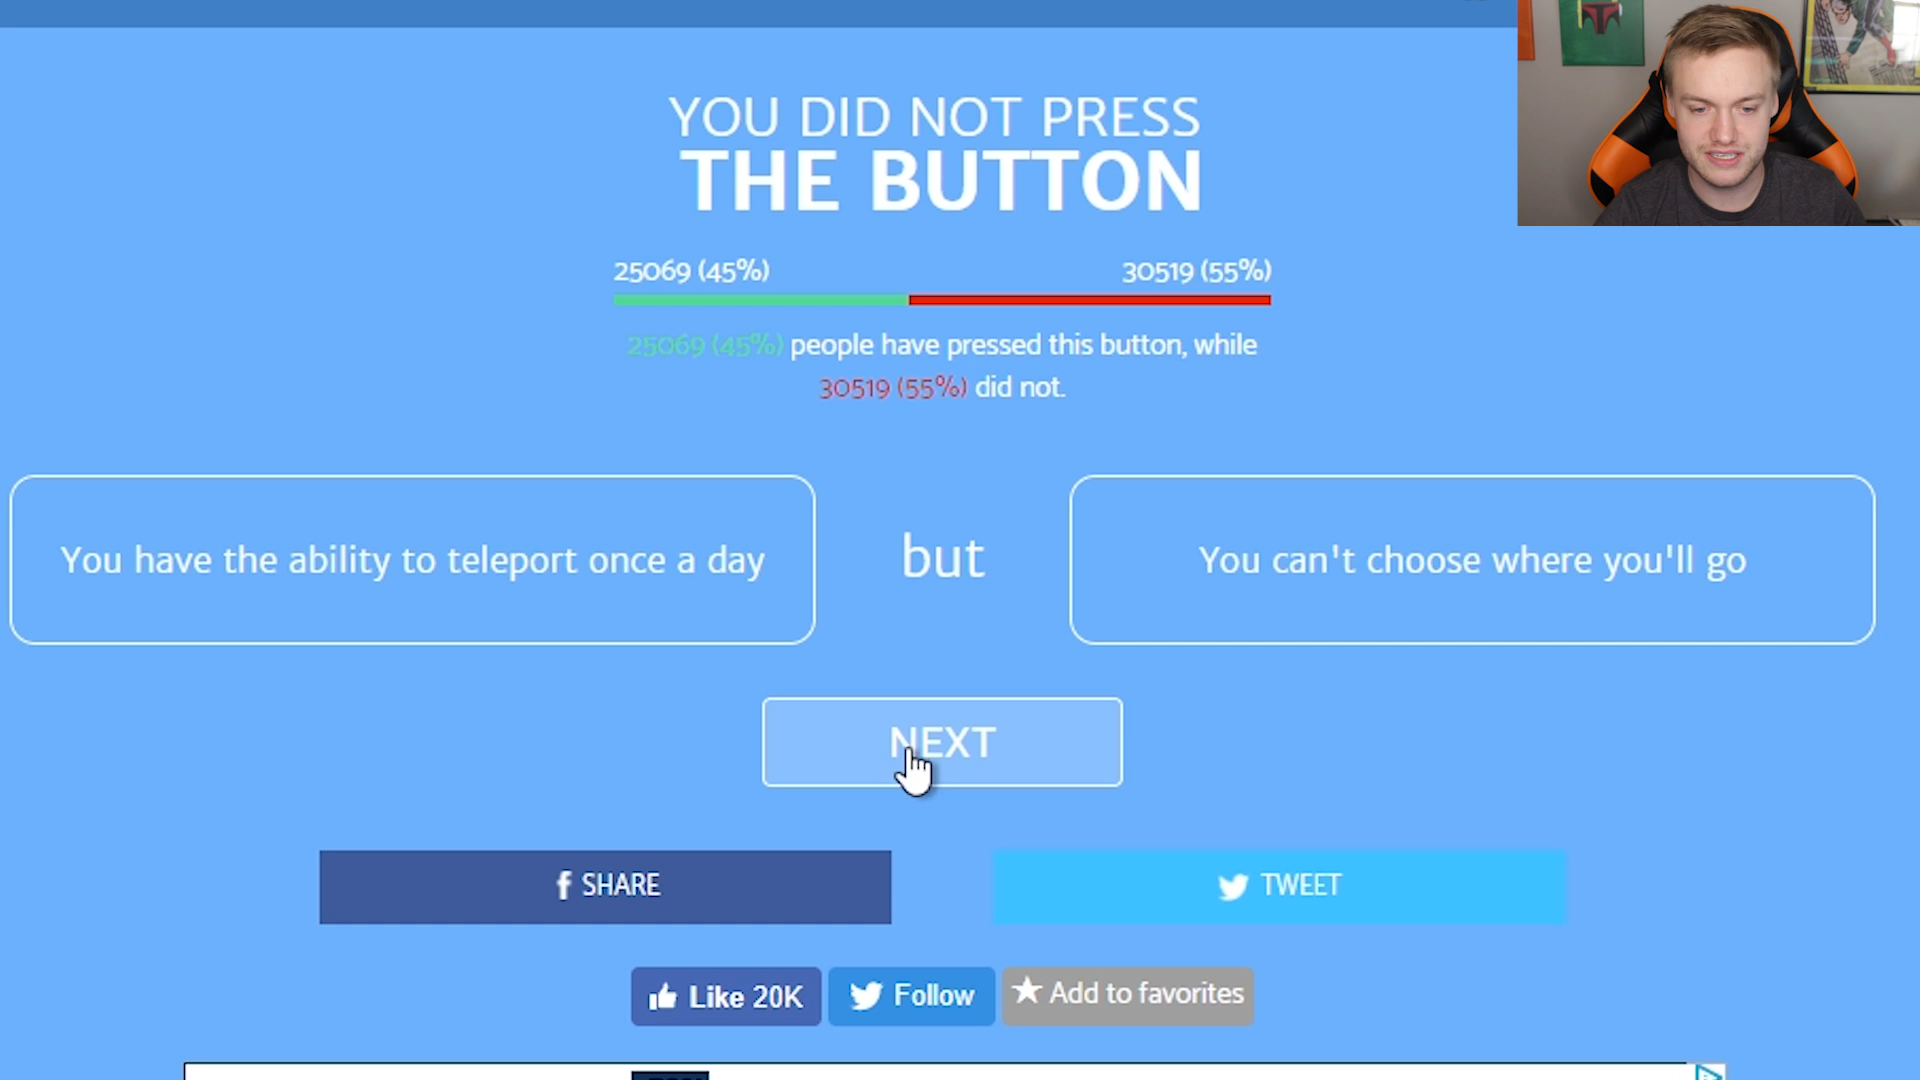 YOU DID NOT PRESS
THE BUTTON
25069 (45%) 30519 (55%)
25069 (45%) people have pressed this button, while
30519 (55%) did not.
You have the ability to teleport once a day
but
You can't choose where you'll go
NEXT
f SHARE
TWEET
Like 20K
Follow
Add to favorites